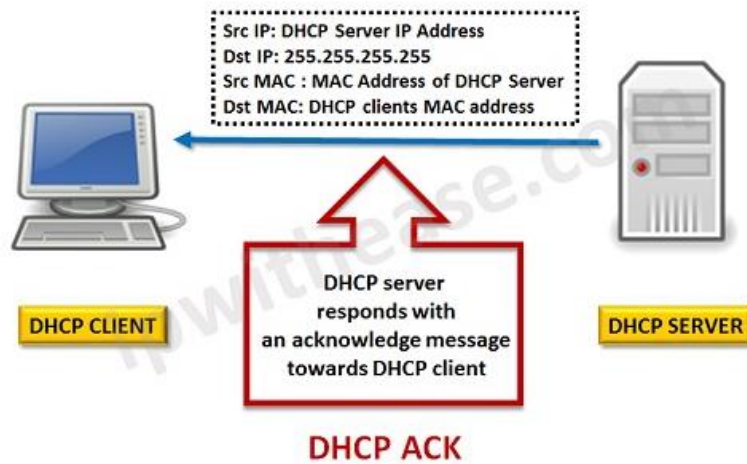 Src IP: DHCP Server IP Address
Dst IP: 255.255.255.255
Src MAC : MAC Address of DHCP Server
Dst MAC: DHCP clients MAC address
ipwithease.com
DHCP server
responds with
an acknowledge message
towards DHCP client
DHCP CLIENT
DHCP SERVER
DHCP ACK